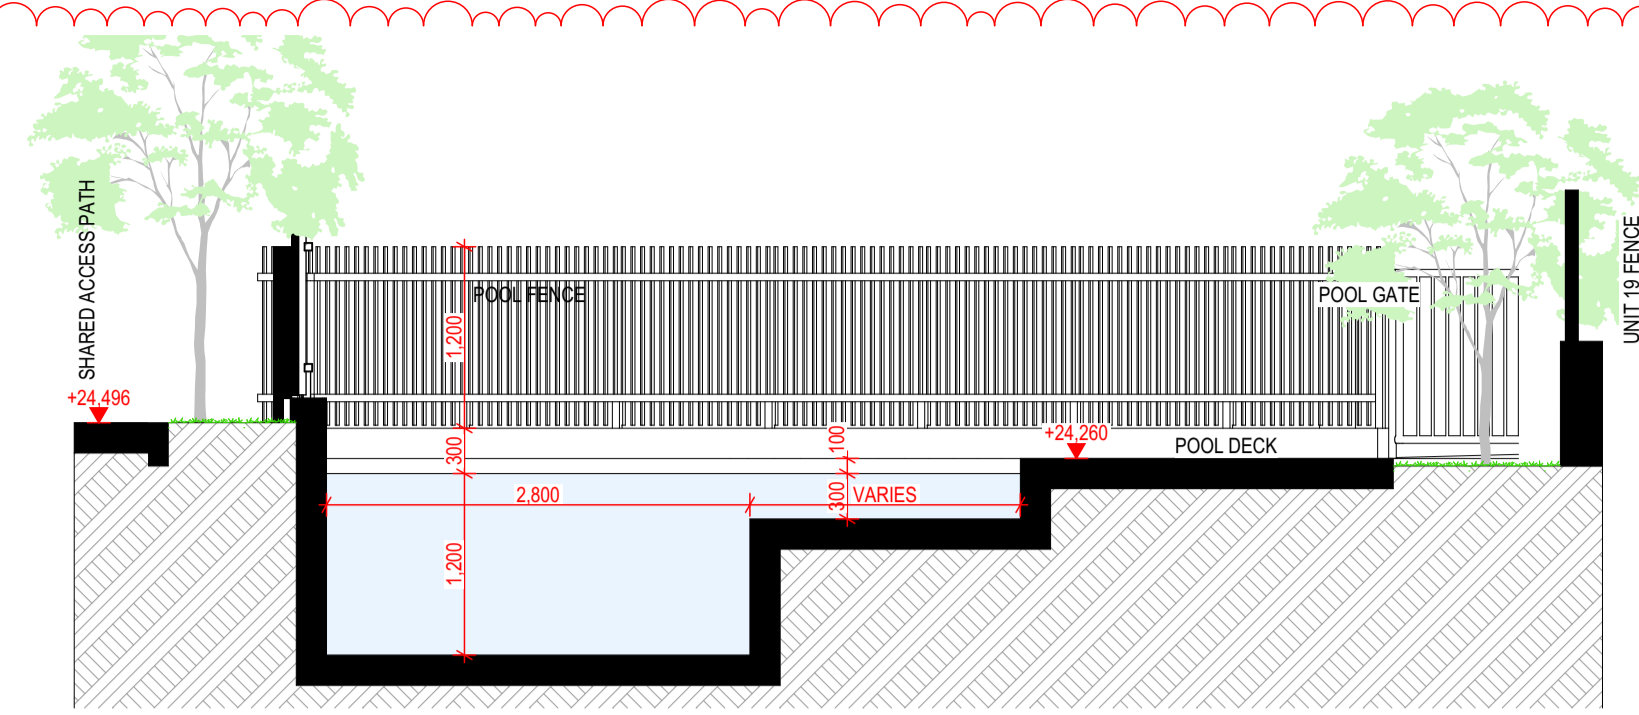 SHARED ACCESS PATH
+24,496
POOL FENCE
1,200
300
1,200
2,800
100
300
VARIES
+24,260
POOL DECK
POOL GATE
UNIT 19 FENCE